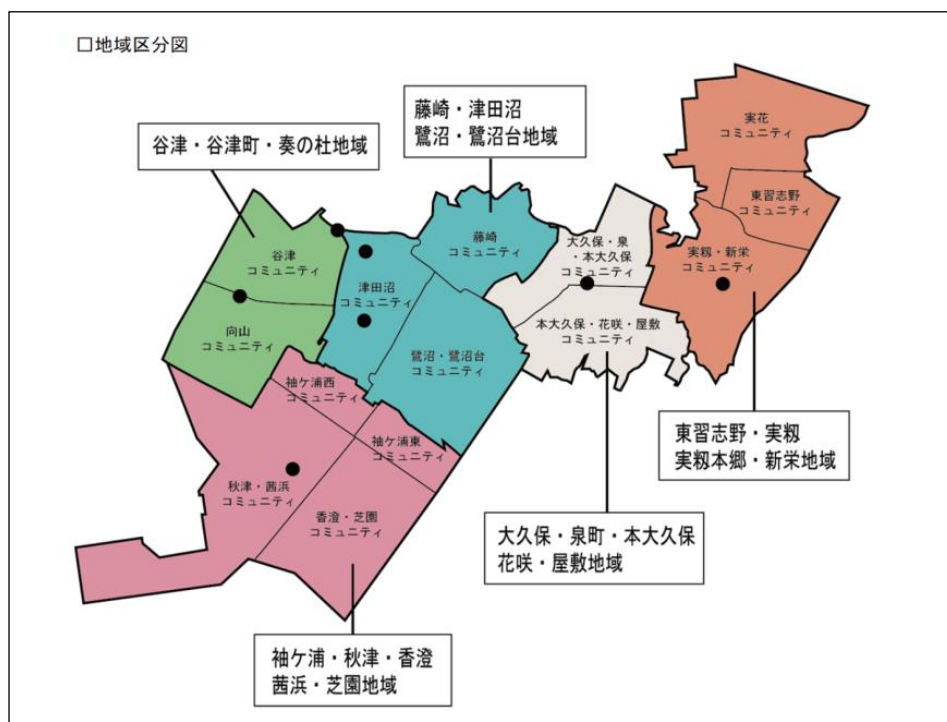 □地域区分図
谷津・谷津町・奏の杜地域
藤崎・津田沼
鷺沼・鷺沼台地域
実花
コミュニティ
東習志野
コミュニティ
実籾・新栄
コミュニティ
藤崎
コミュニティ
大久保・泉
・本大久保
コミュニティ
谷津
コミュニティ
津田沼
コミュニティ
向山
コミュニティ
本大久保・花咲・屋敷
コミュニティ
鷺沼・鷺沼台
コミュニティ
袖ケ浦西
コミュニティ
袖ケ浦東
コミュニティ
秋津・茜浜
コミュニティ
香澄・芝園
コミュニティ
東習志野・実籾
実籾本郷・新栄地域
大久保・泉町・本大久保
花咲・屋敷地域
袖ケ浦・秋津・香澄
茜浜・芝園地域